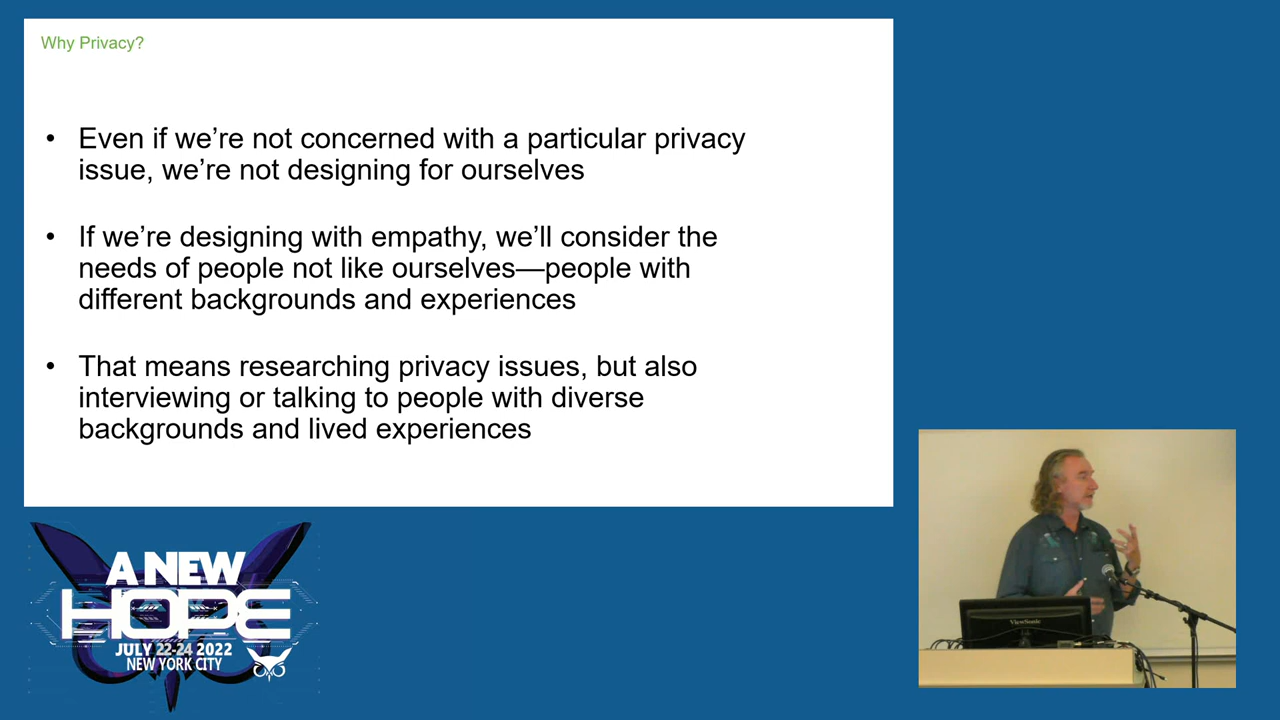 Why Privacy?
• Even if we’re not concerned with a particular privacy
issue, we’re not designing for ourselves
• If we’re designing with empathy, we’ll consider the
needs of people not like ourselves—people with
different backgrounds and experiences
• That means researching privacy issues, but also
interviewing or talking to people with diverse
backgrounds and lived experiences
A NEW
HOPE
JULY 22-24 2022
NEW YORK CITY
ViewSonic